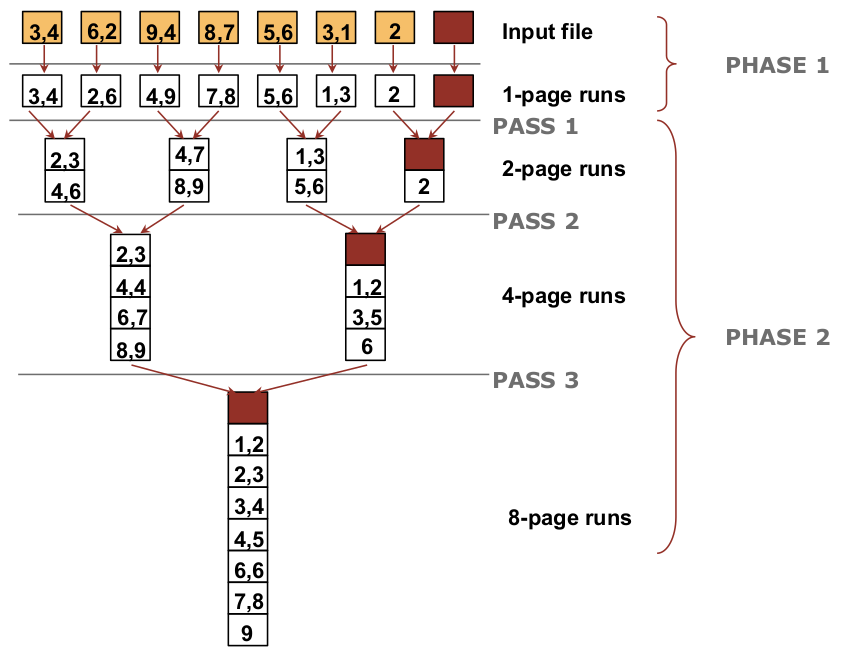 3,4 6,2 9,4 8,7 5,6 3,1 2 Input file
PHASE 1
3,4 2,6 4,9 7,8 5,6 1,3 2 1-page runs
PASS 1
2,3 4,7 1,3
2-page runs
4,6 8,9 5,6 2
PASS 2
2,3
4,4 1,2 4-page runs
6,7 3,5
PHASE 2
8,9 6
PASS 3
1,2
2,3
3,4
8-page runs
4,5
6,6
7,8
9